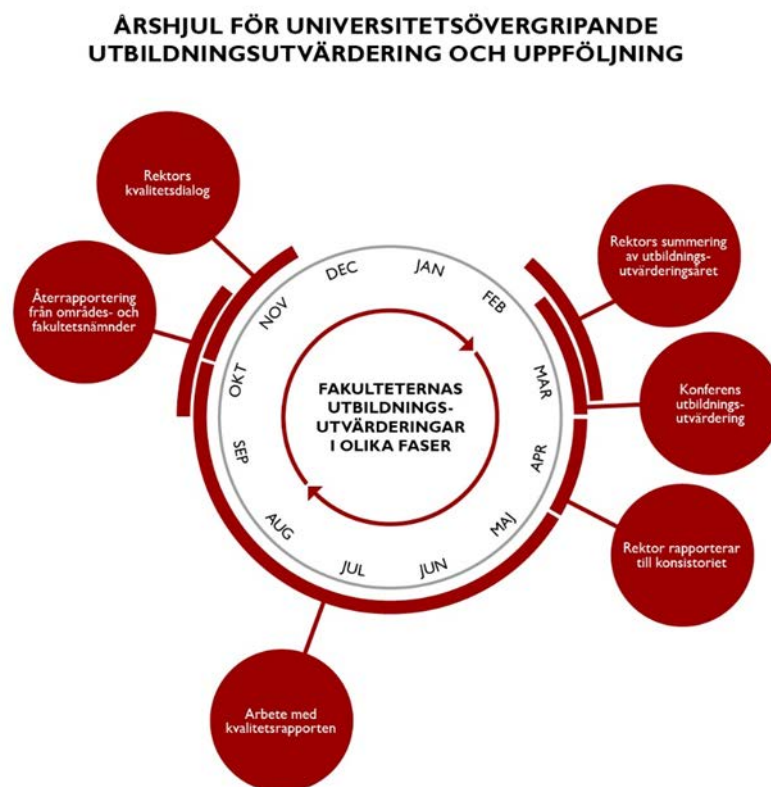 ÅRSHJUL FÖR UNIVERSITETSÖVERGRIPANDE
UTBILDNINGSUTVÄRDERING OCH UPPFÖLJNING
Rektors
kvalitetsdialog
Återrapportering
från områdes- och
fakultetsnämnder
Rektors summering
av utbildnings-
utvärderingsåret
Konferens
utbildnings-
utvärdering
Rektor rapporterar
till konsistoriet
Arbete med
kvalitetsrapporten
JAN
FEB
MAR
APR
MAJ
JUN
JUL
AUG
SEP
OKT
NOV
DEC
FAKULTETERNAS
UTBILDNINGS-
UTVÄRDERINGAR
I OLIKA FASER